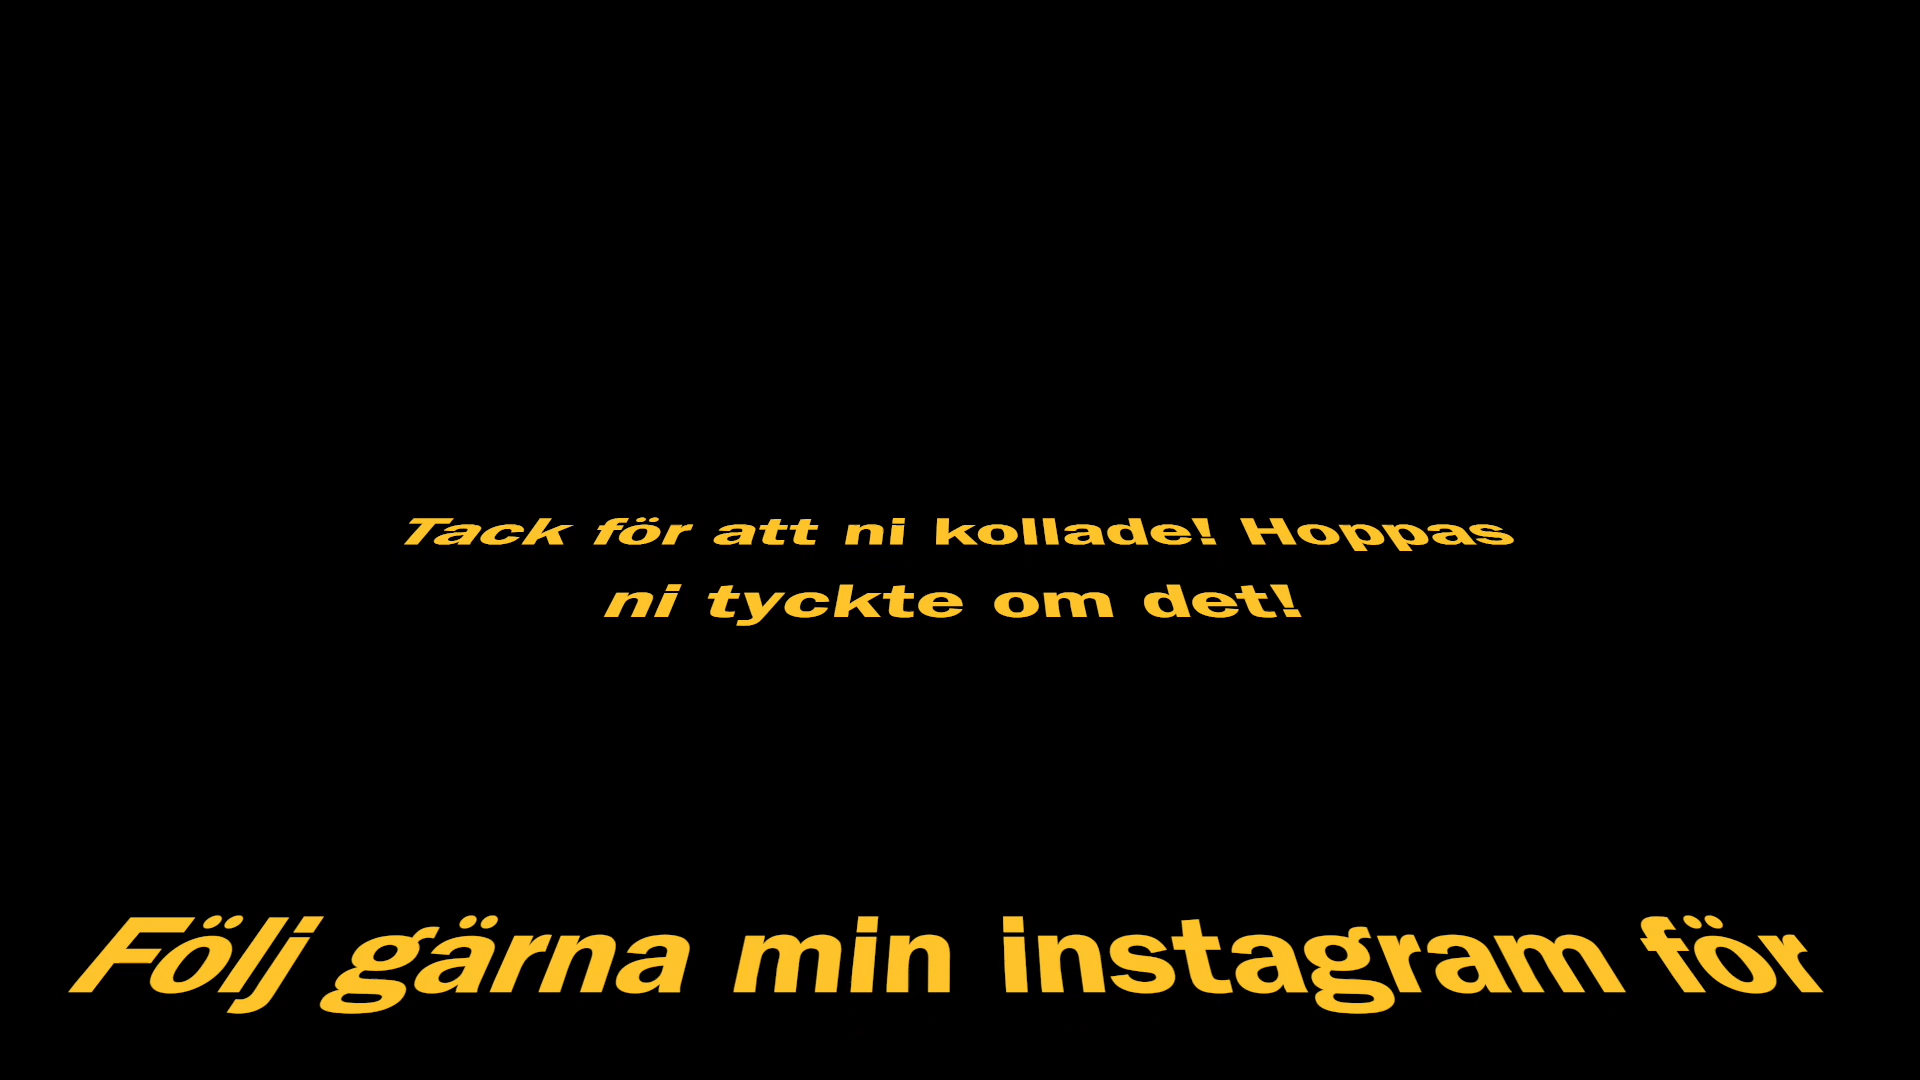 Tack för att ni kollade! Hoppas
ni tyckte om det!
Följ gärna min instagram för